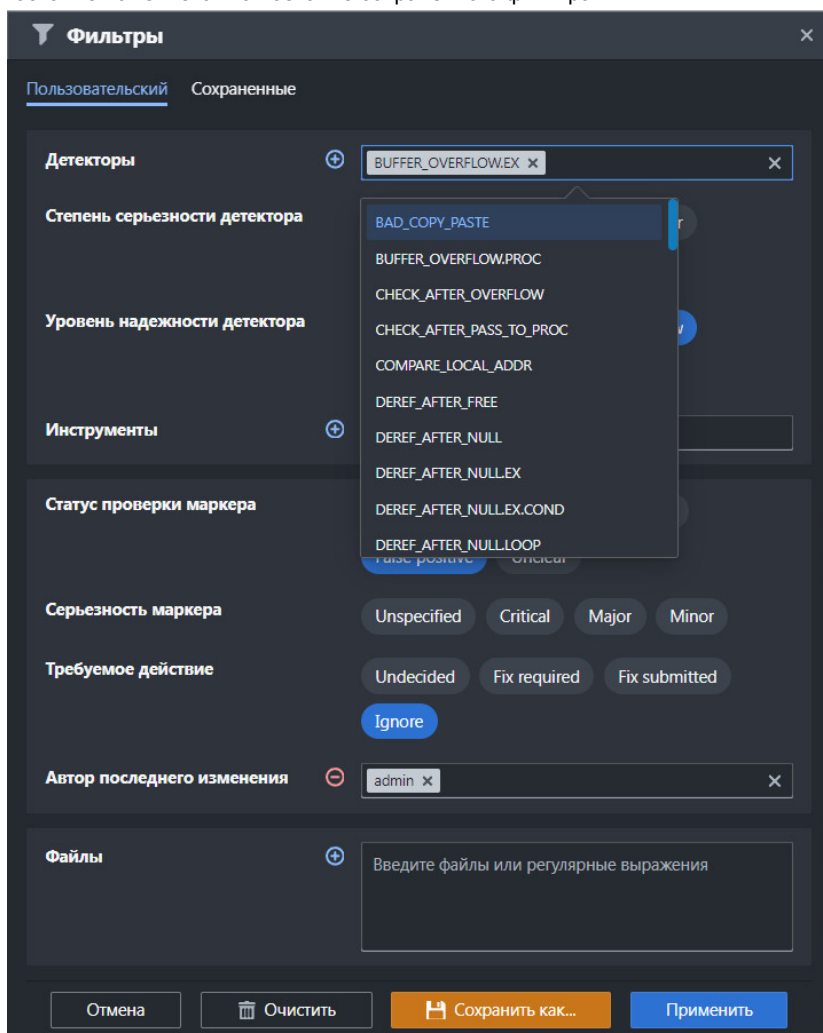 Фильтры
Пользовательский Сохраненные
Детекторы BUFFER_OVERFLOW.EX
Степень серьезности детектора
BAD_COPY_PASTE
BUFFER_OVERFLOW.PROC
CHECK_AFTER_OVERFLOW
Уровень надежности детектора
CHECK_AFTER_PASS_TO_PROC
COMPARE_LOCAL_ADDR
DEREF_AFTER_FREE
Инструменты
DEREF_AFTER_NULL
DEREF_AFTER_NULL.EX
Статус проверки маркера
DEREF_AFTER_NULL.EX.COND
DEREF_AFTER_NULL.LOOP
False positive Unclear
Серьезность маркера Unspecified Critical Major Minor
Требуемое действие Undecided Fix required Fix submitted
Ignore
Автор последнего изменения admin
Файлы Введите файлы или регулярные выражения
Отмена Очистить Сохранить как... Применить